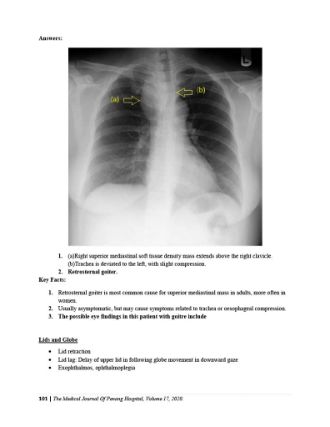 Answers:
(a)
(b)
1. (a)Right superior mediastinal soft tissue density mass extends above the right clavicle
(b)Trachea is deviated to the left, with slight compression.
2. Retrosternal goiter.
Key Facts:
1. Retrosternal goiter is most common cause for superior mediastinal mass in adults, more often in
women.
2. Usually asymptomatic, but may cause symptoms related to trachea or oesophageal compression.
3. The possible eye findings in this patient with goitre include
Lids and Globe
• Lid retraction
• Lid lag: Delay of upper lid in following globe movement in downward gaze
• Exophthalmos, ophthalmoplegia
101 | The Medical Journal Of Penang Hospital, Volume 17, 2020